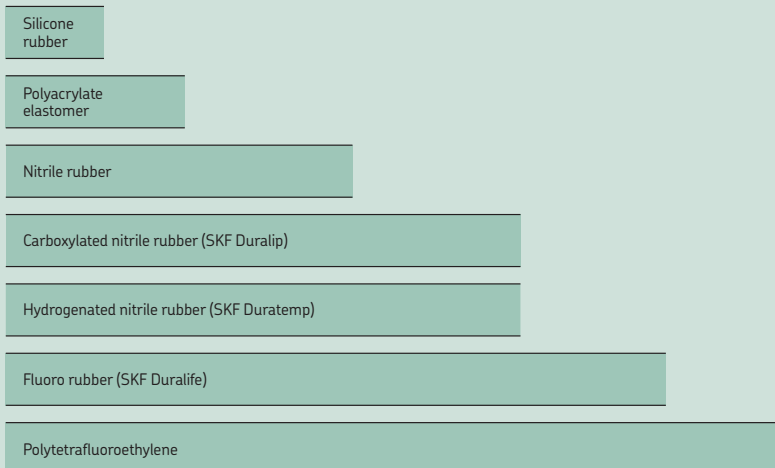 Silicone
rubber
Polyacrylate
elastomer
Nitrile rubber
Carboxylated nitrile rubber (SKF Duralip)
Hydrogenated nitrile rubber (SKF Duratemp)
Fluoro rubber (SKF Duralife)
Polytetrafluoroethylene